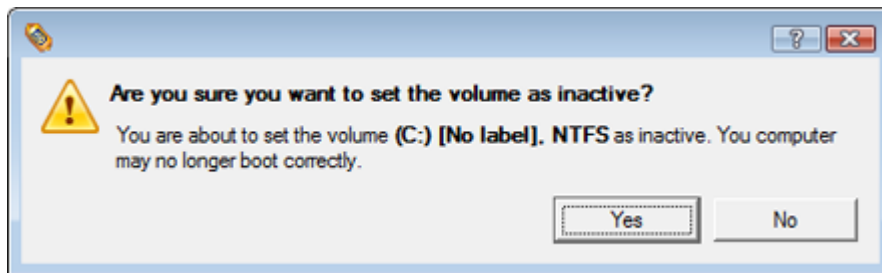 Are you sure you want to set the volume as inactive?
You are about to set the volume (C:) [No label], NTFS as inactive. You computer
may no longer boot correctly.
Yes
No